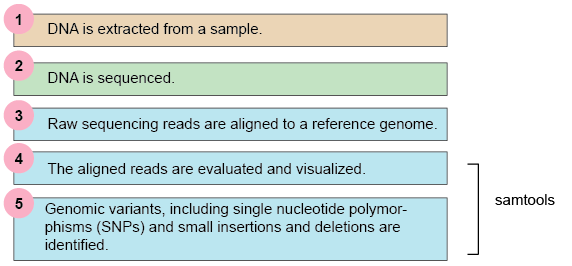 1
DNA is extracted from a sample.
2
DNA is sequenced.
3
Raw sequencing reads are aligned to a reference genome.
4
The aligned reads are evaluated and visualized.
5
Genomic variants, including single nucleotide polymor-
phisms (SNPs) and small insertions and deletions are
identified.
samtools